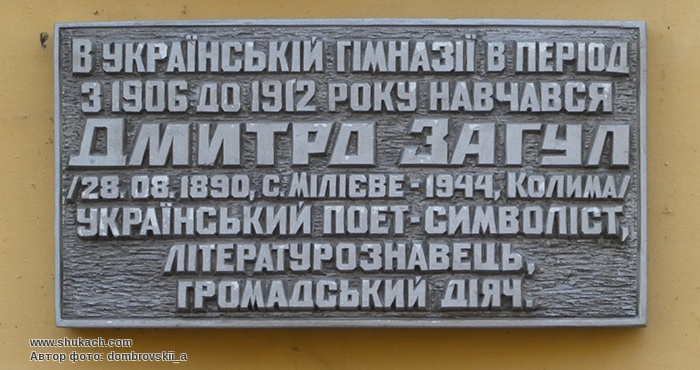 В УКРАЇНСЬКІЙ ГІМНАЗІЇ В ПЕРІОД
З 1906 ДО 1912 РОКУ НАВЧАВСЯ
ДМИТРО ЗАГУЛ
/28.08.1890, С.МІЛІЄВЕ-1944, КОЛИМА/
УКРАЇНСЬКИЙ ПОЕТ-СИМВОЛІСТ,
ЛІТЕРАТУРОЗНАВЕЦЬ,
ГРОМАДСЬКИЙ ДІЯЧ.
www.shukach.com
Автор фото: dombrovskii_a